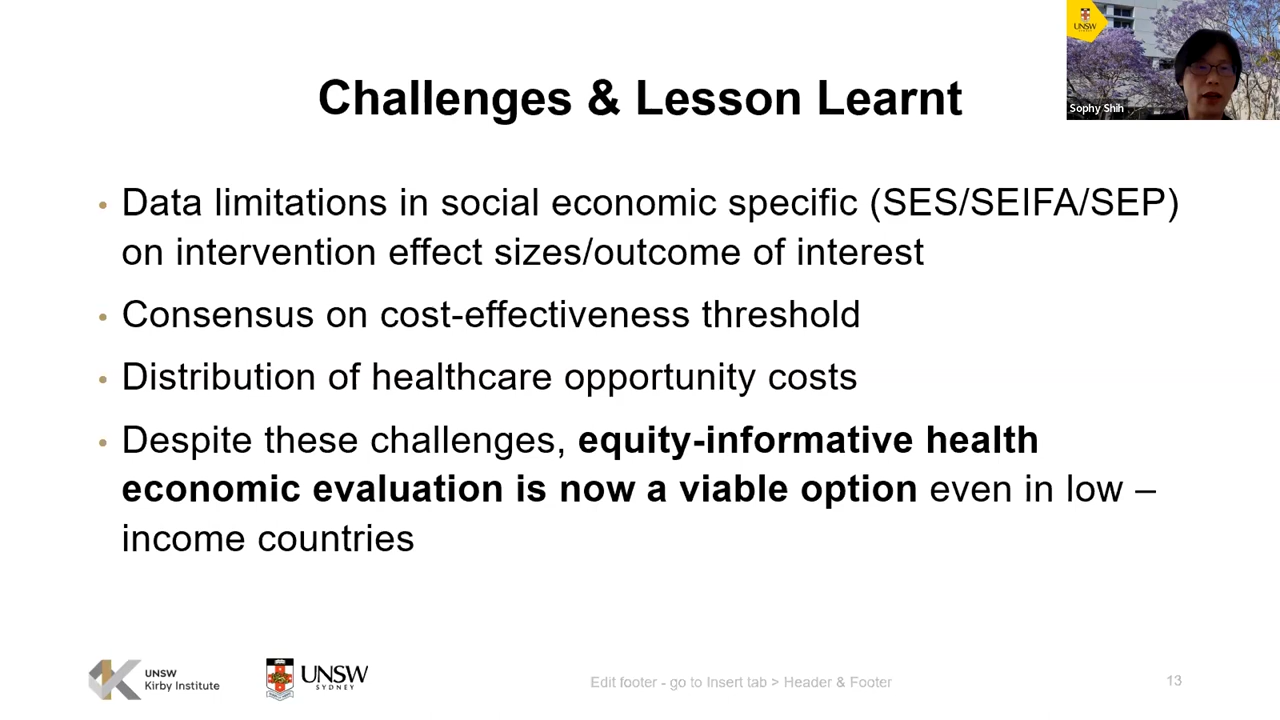 UNSW
SYDNEY
Sophy Shih
Challenges & Lesson Learnt
• Data limitations in social economic specific (SES/SEIFA/SEP)
on intervention effect sizes/outcome of interest
• Consensus on cost-effectiveness threshold
• Distribution of healthcare opportunity costs
• Despite these challenges, equity-informative health
economic evaluation is now a viable option even in low –
income countries
UNSW
Kirby Institute
UNSW
SYDNEY
Edit footer - go to Insert tab > Header & Footer
13